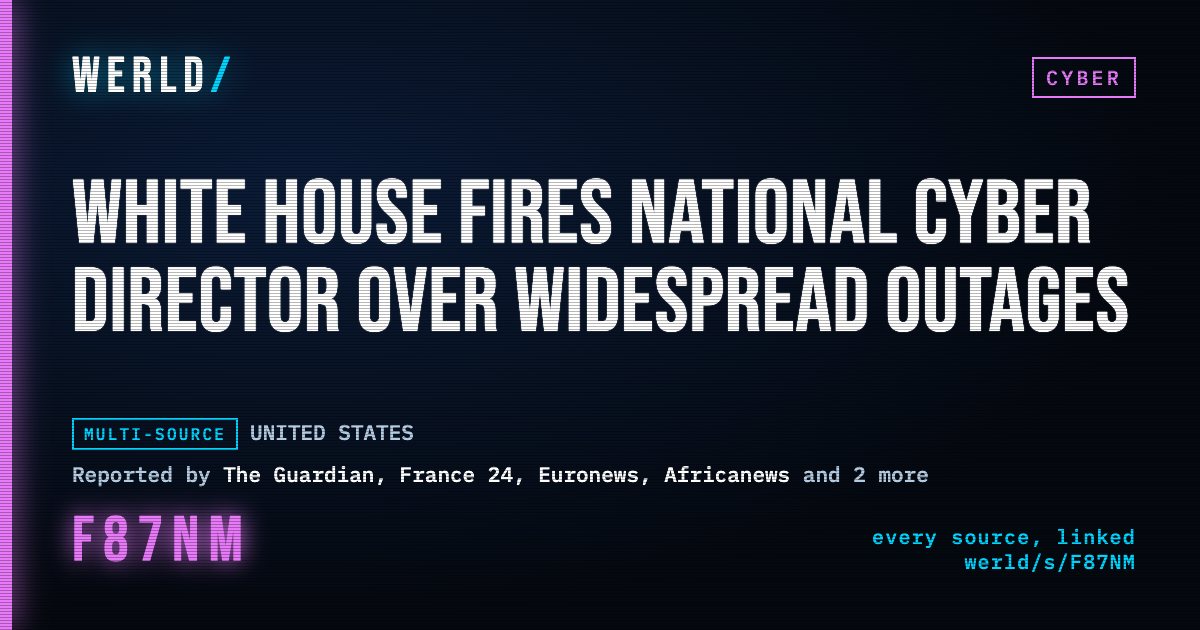 WERLD/
CYBER
WHITE HOUSE FIRES NATIONAL CYBER
DIRECTOR OVER WIDESPREAD OUTAGES
MULTI-SOURCE UNITED STATES
Reported by The Guardian, France 24, Euronews, Africanews and 2 more
F87NM
every source, linked
werld/s/F87NM